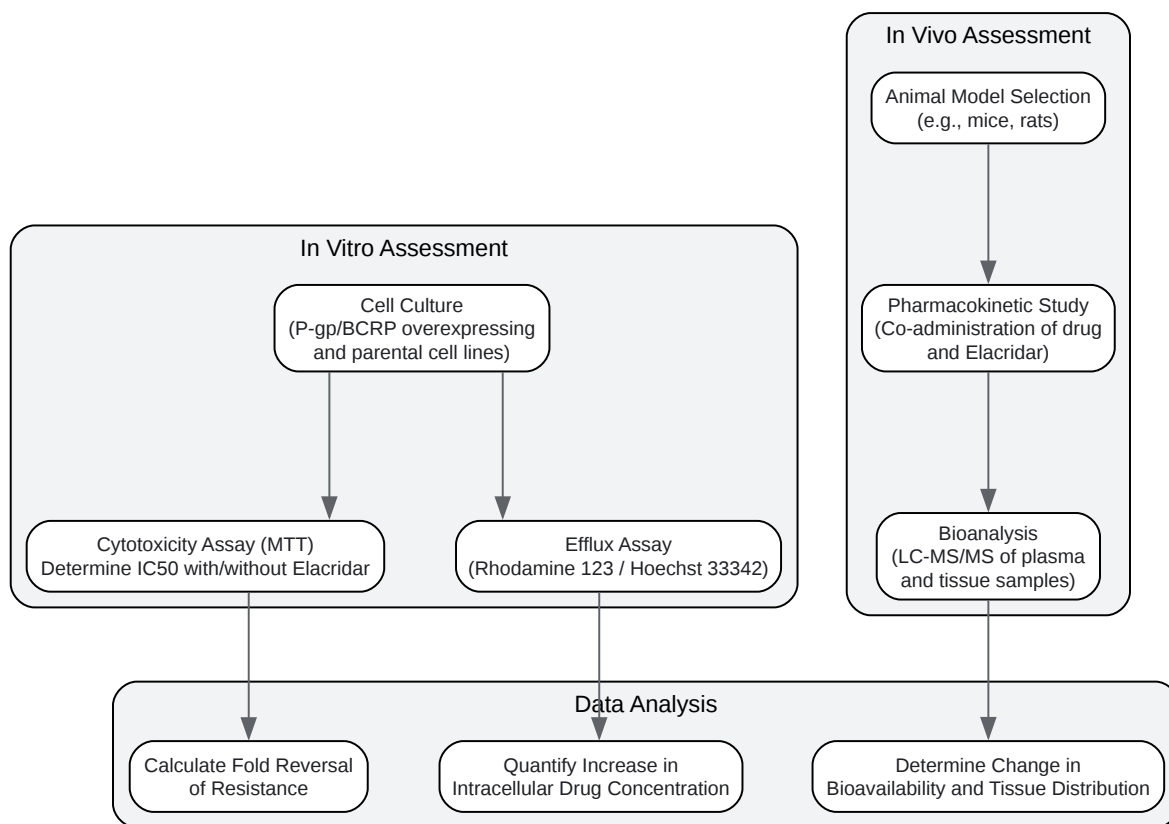 In Vivo Assessment
Animal Model Selection
(e.g., mice, rats)
In Vitro Assessment
Cell Culture
(P-gp/BCRP overexpressing
and parental cell lines)
Pharmacokinetic Study
(Co-administration of drug
and Elacridar)
Cytotoxicity Assay (MTT)
Determine IC50 with/without Elacridar
Efflux Assay
(Rhodamine 123 / Hoechst 33342)
Bioanalysis
(LC-MS/MS of plasma
and tissue samples)
Data Analysis
Calculate Fold Reversal
of Resistance
Quantify Increase in
Intracellular Drug Concentration
Determine Change in
Bioavailability and Tissue Distribution